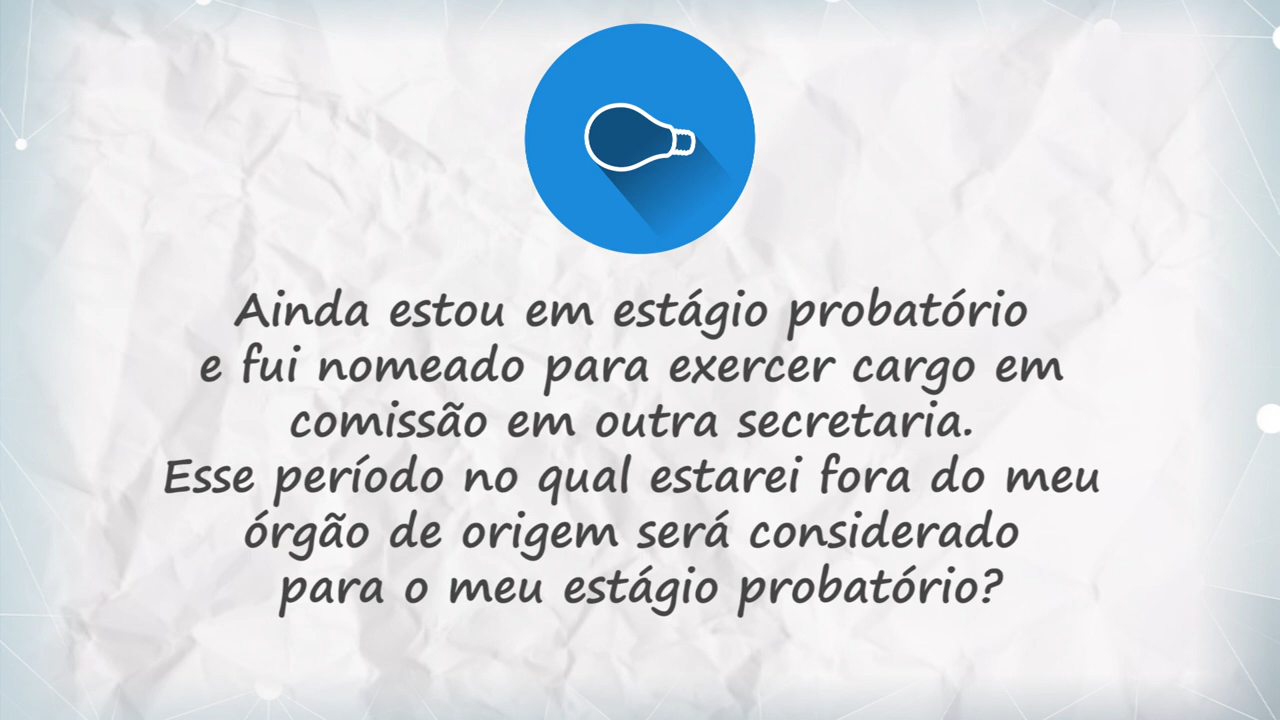 Ainda estou em estágio probatório
e fui nomeado para exercer cargo em
comissão em outra secretaria.
Esse período no qual estarei fora do meu
órgão de origem será considerado
para o meu estágio probatório?